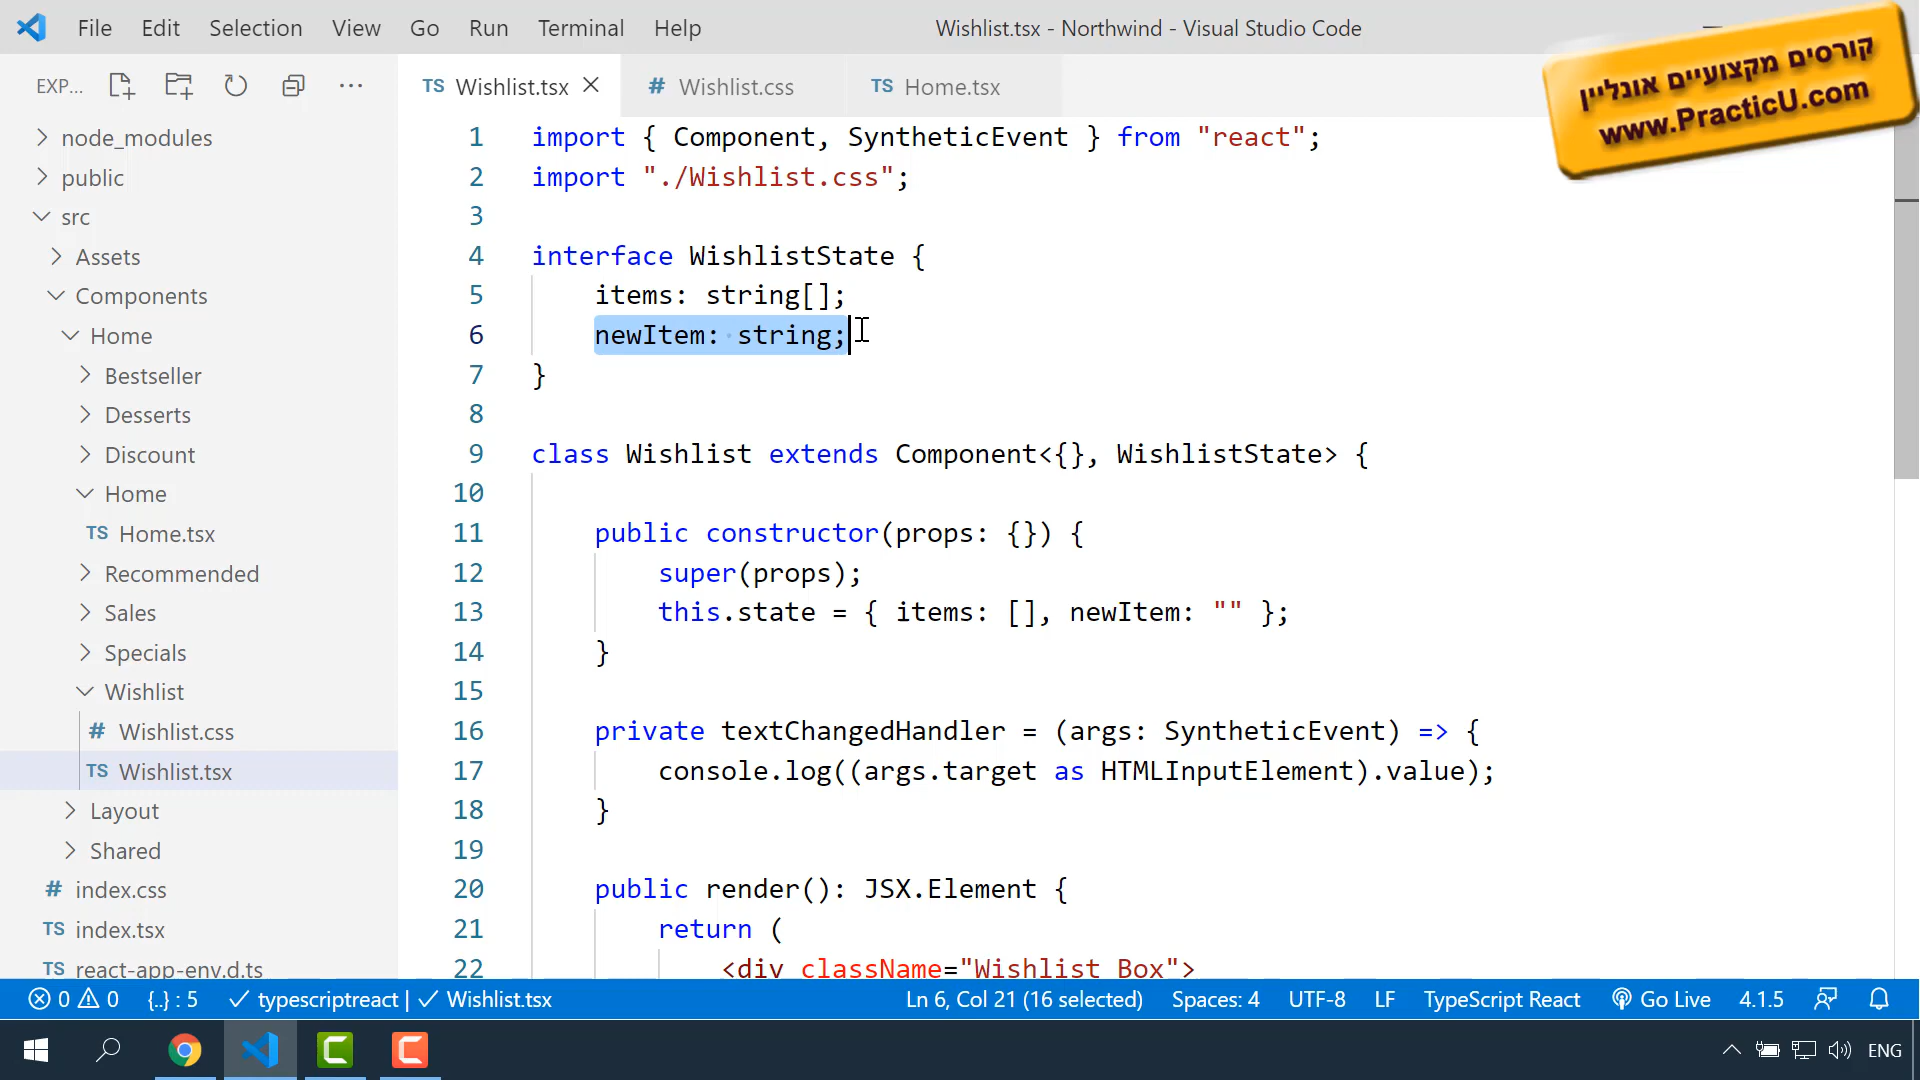 File Edit Selection View Go Run Terminal Help
Wishlist.tsx - Northwind - Visual Studio Code
קורסים מקצועיים אונליין
www.PracticU.com
EXP...
TS Wishlist.tsx
# Wishlist.css
TS Home.tsx
node_modules
public
src
Assets
Components
Home
Bestseller
Desserts
Discount
Home
TS Home.tsx
Recommended
Sales
Specials
Wishlist
# Wishlist.css
TS Wishlist.tsx
Layout
Shared
# index.css
TS index.tsx
TS react-app-env.d.ts
1 import { Component, SyntheticEvent } from "react";
2 import "./Wishlist.css";
3
4 interface WishlistState {
5 items: string[];
6 newItem: string;
7 }
8
9 class Wishlist extends Component<{}, WishlistState> {
10
11 public constructor(props: {}) {
12 super(props);
13 this.state = { items: [], newItem: "" };
14 }
15
16 private textChangedHandler = (args: SyntheticEvent) => {
17 console.log((args.target as HTMLInputElement).value);
18 }
19
20 public render(): JSX.Element {
21 return (
22 <div className="Wishlist Box">
0 0 {..} : 5 typescriptreact | Wishlist.tsx
Ln 6, Col 21 (16 selected) Spaces: 4 UTF-8 LF TypeScript React Go Live 4.1.5
ENG